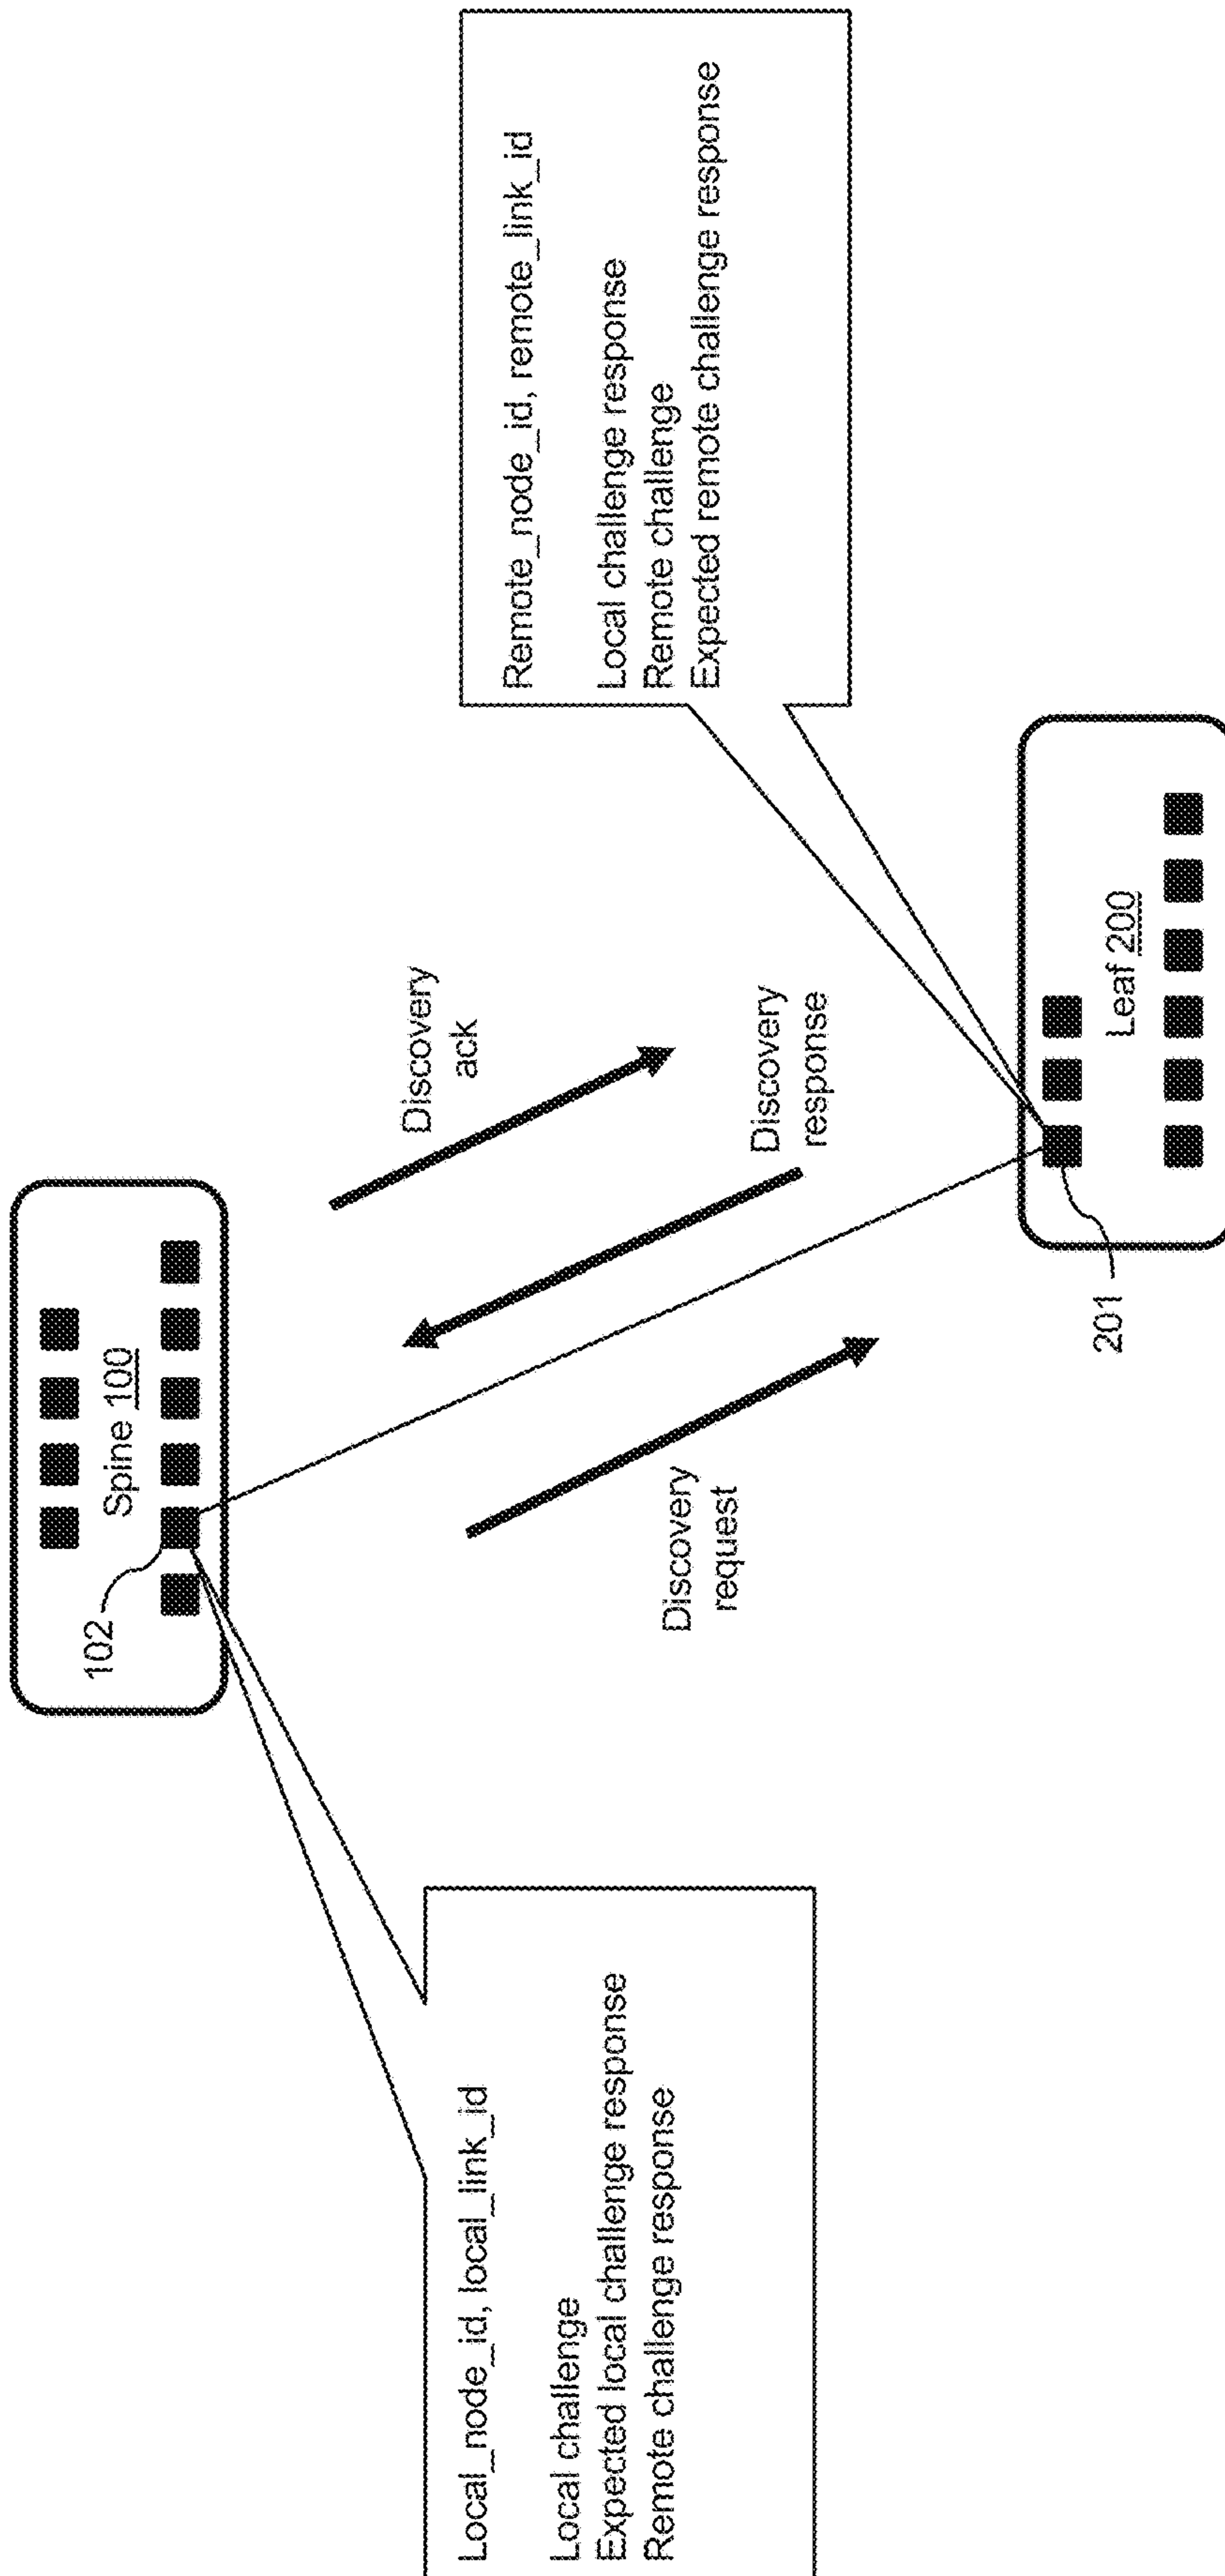 Spine 100
102
Local_node_id, local_link_id
Local challenge
Expected local challenge response
Remote challenge response
Discovery
request
Discovery
response
Discovery
ack
Remote_node_id, remote_link_id
Local challenge response
Remote challenge
Expected remote challenge response
Leaf 200
201